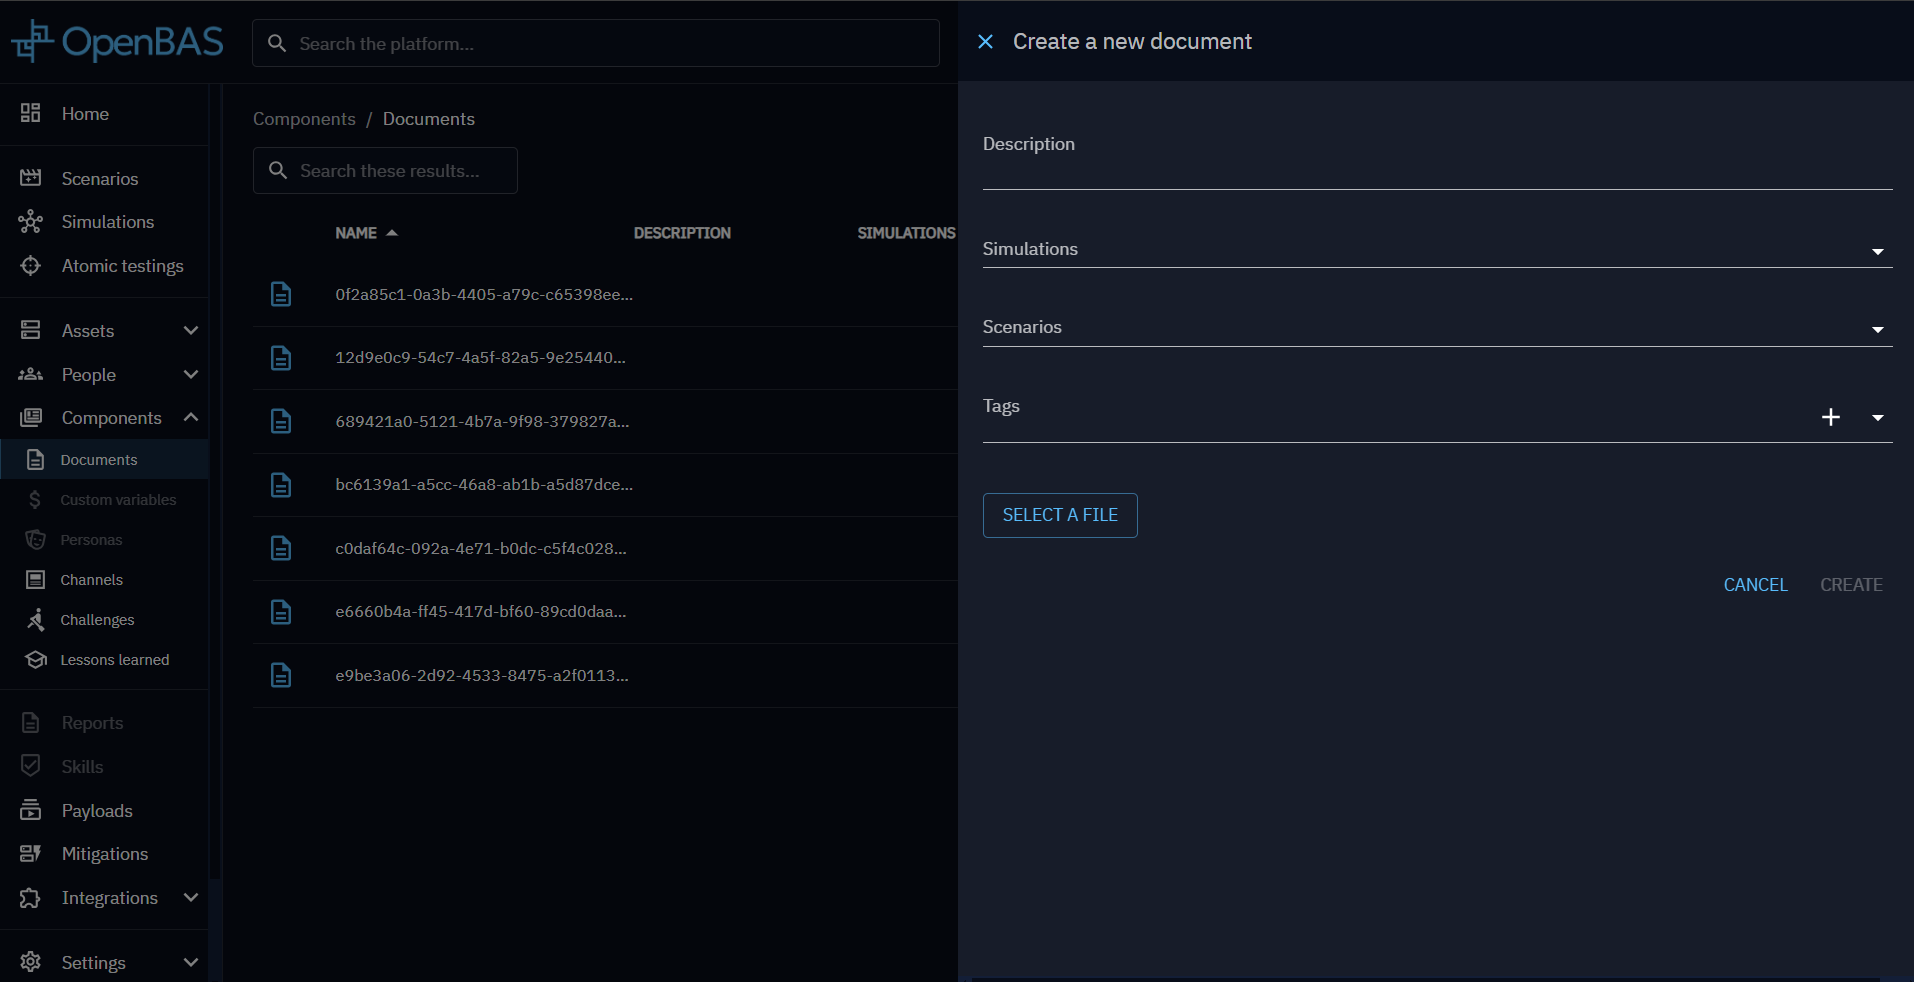 OpenBAS
Search the platform...
Create a new document
Home
Scenarios
Simulations
Atomic testings
Assets
People
Components
Documents
Custom variables
Personas
Channels
Challenges
Lessons learned
Reports
Skills
Payloads
Mitigations
Integrations
Settings
Components / Documents
Search these results...
NAME DESCRIPTION SIMULATIONS
0f2a85c1-0a3b-4405-a79c-c65398ee...
12d9e0c9-54c7-4a5f-82a5-9e25440...
689421a0-5121-4b7a-9f98-379827a...
bc6139a1-a5cc-46a8-ab1b-a5d87dce...
c0daf64c-092a-4e71-b0dc-c5f4c028...
e6660b4a-ff45-417d-bf60-89cd0daa...
e9be3a06-2d92-4533-8475-a2f0113...
Description
Simulations
Scenarios
Tags
SELECT A FILE
CANCEL CREATE